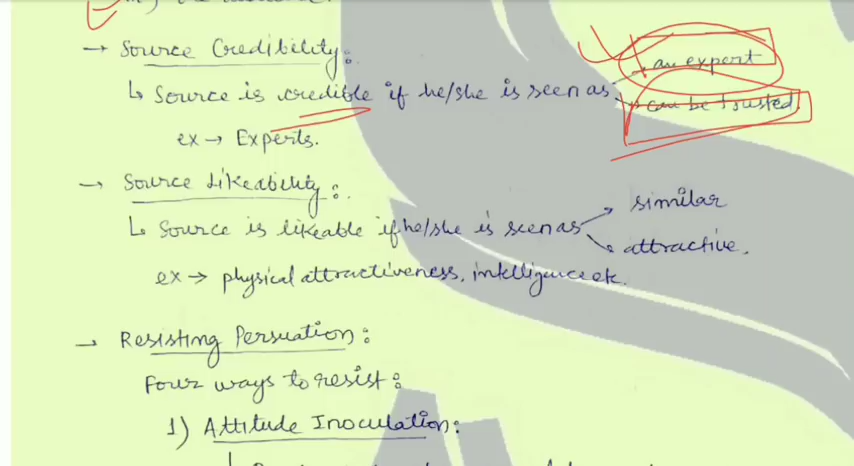 → Source Credibility:
↳ Source is credible if he/she is seen as → an expert
→ can be trusted.
ex → Experts.
→ Source Likeability:
↳ Source is likeable if he/she is seen as → similar
→ attractive.
ex → physical attractiveness, intelligence etc.
→ Resisting Persuation:
Four ways to resist:
1) Attitude Inoculation: